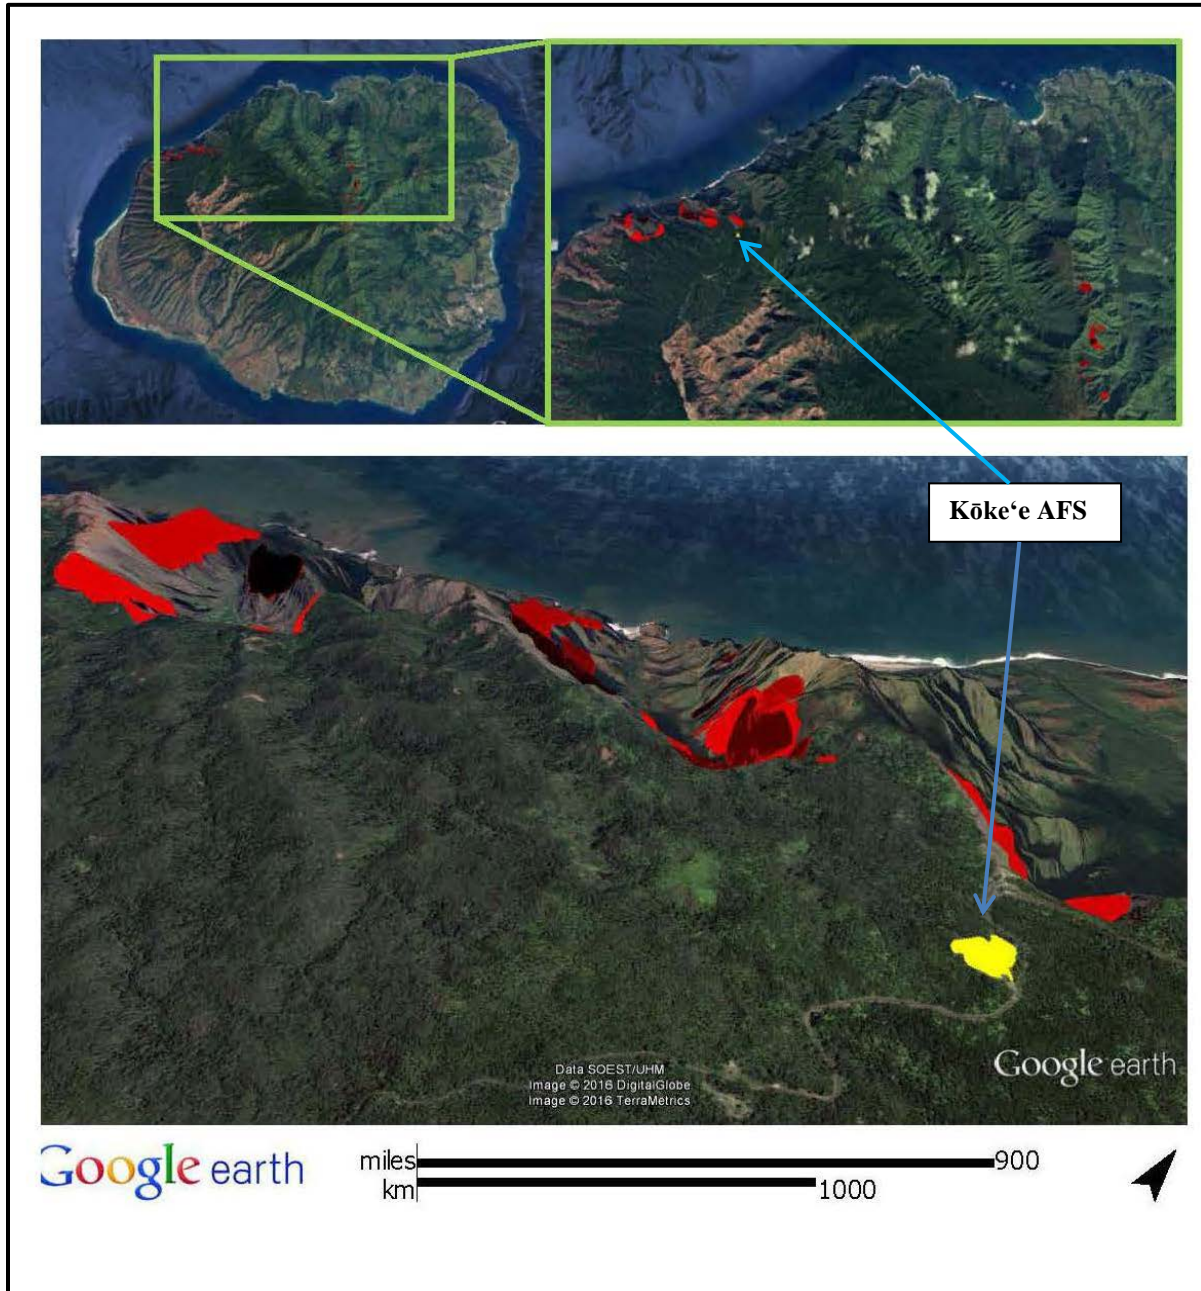 Kōke‘e AFS
Google earth
Data SOEST/UHM
Image © 2016 DigitalGlobe
Image © 2016 TerraMetrics
Google earth
miles 900
km 1000